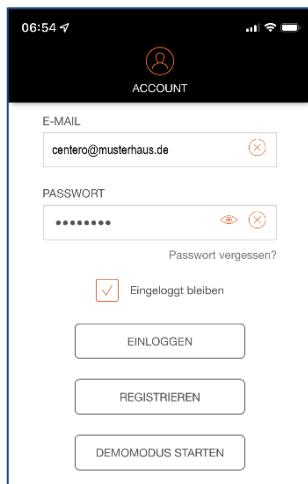 06:54
ACCOUNT
E-MAIL
centero@musterhaus.de
PASSWORT
••••••••
Passwort vergessen?
Eingeloggt bleiben
EINLOGGEN
REGISTRIEREN
DEMOMODUS STARTEN